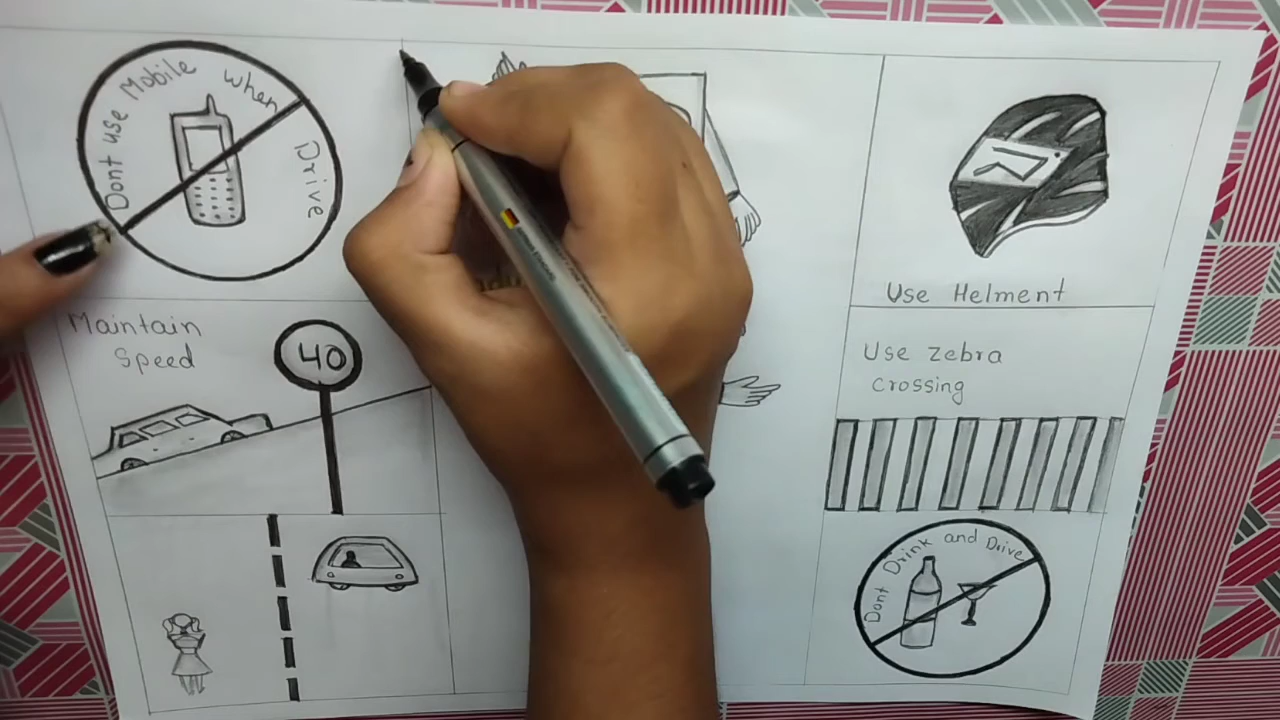 Dont use Mobile when Drive
Maintain
Speed
40
Use Helment
Use zebra
crossing
Dont Drink and Drive